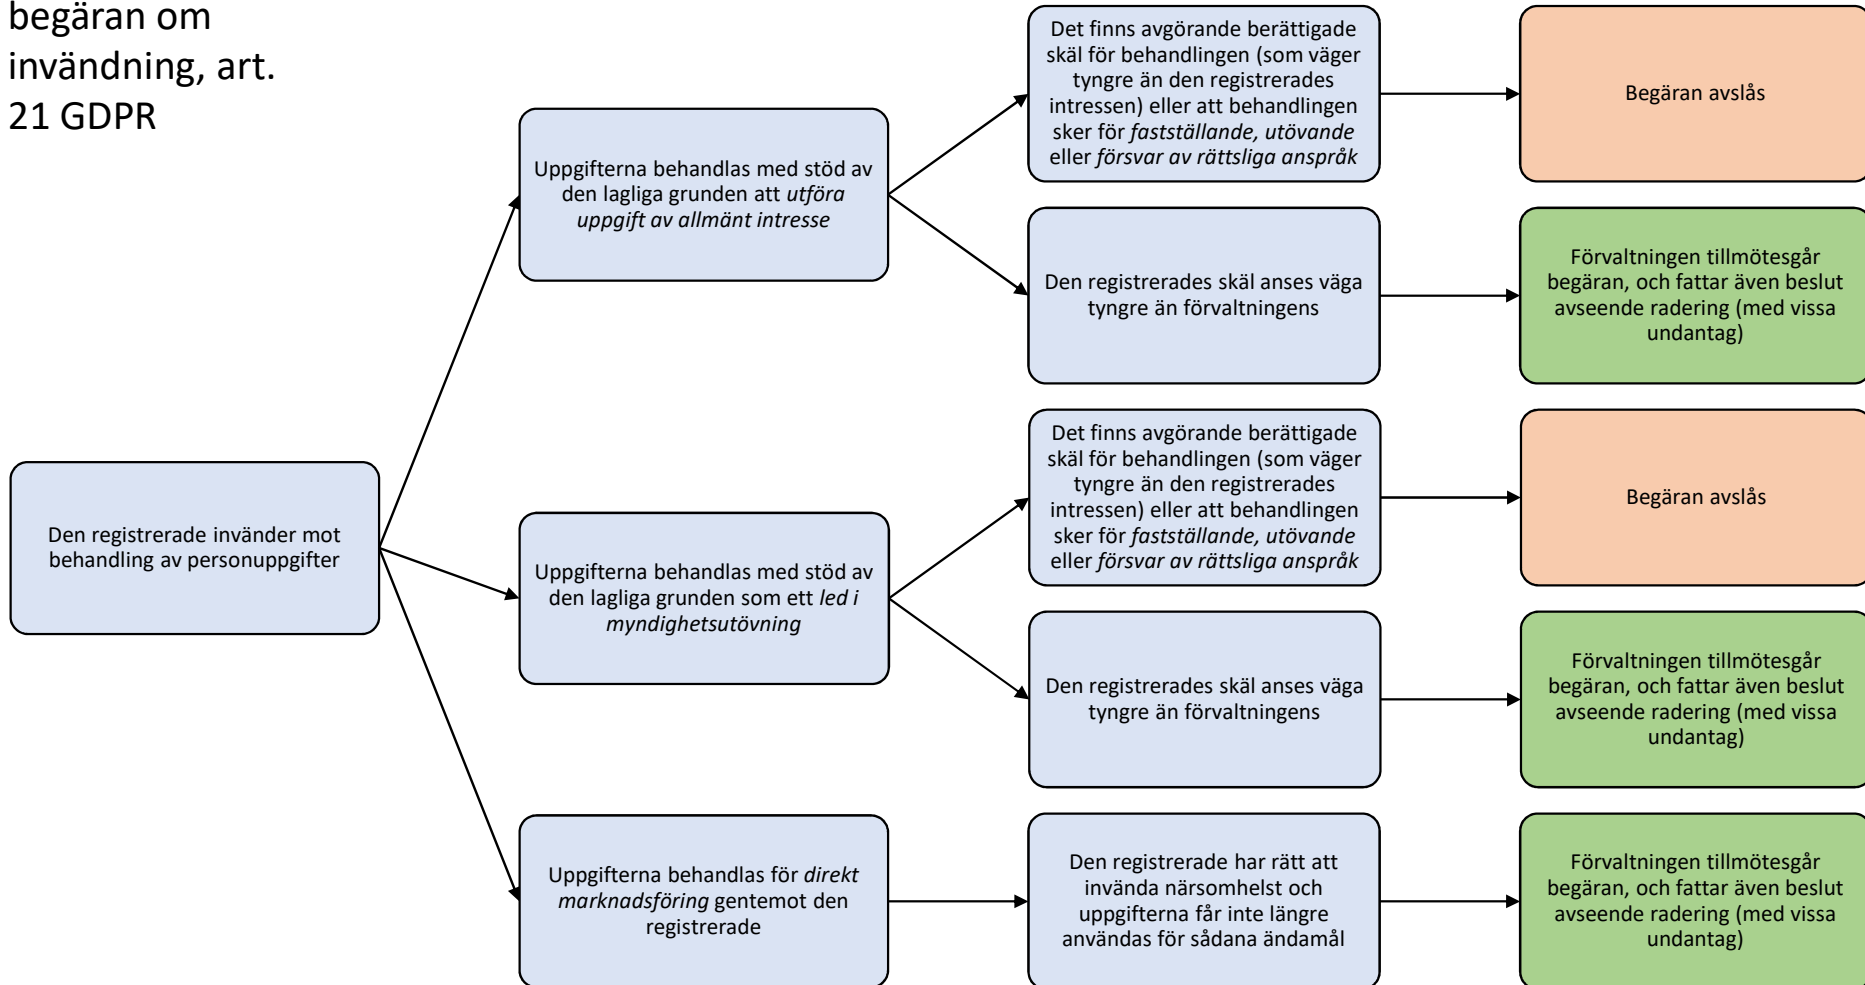 begäran om
invändning, art.
21 GDPR
Den registrerade invänder mot
behandling av personuppgifter
Uppgifterna behandlas med stöd av
den lagliga grunden att utföra
uppgift av allmänt intresse
Det finns avgörande berättigade
skäl för behandlingen (som väger
tyngre än den registrerades
intressen) eller att behandlingen
sker för fastställande, utövande
eller försvar av rättsliga anspråk
Begäran avslås
Den registrerades skäl anses väga
tyngre än förvaltningens
Förvaltningen tillmötesgår
begäran, och fattar även beslut
avseende radering (med vissa
undantag)
Uppgifterna behandlas med stöd av
den lagliga grunden som ett led i
myndighetsutövning
Det finns avgörande berättigade
skäl för behandlingen (som väger
tyngre än den registrerades
intressen) eller att behandlingen
sker för fastställande, utövande
eller försvar av rättsliga anspråk
Begäran avslås
Den registrerades skäl anses väga
tyngre än förvaltningens
Förvaltningen tillmötesgår
begäran, och fattar även beslut
avseende radering (med vissa
undantag)
Uppgifterna behandlas för direkt
marknadsföring gentemot den
registrerade
Den registrerade har rätt att
invända närsomhelst och
uppgifterna får inte längre
användas för sådana ändamål
Förvaltningen tillmötesgår
begäran, och fattar även beslut
avseende radering (med vissa
undantag)